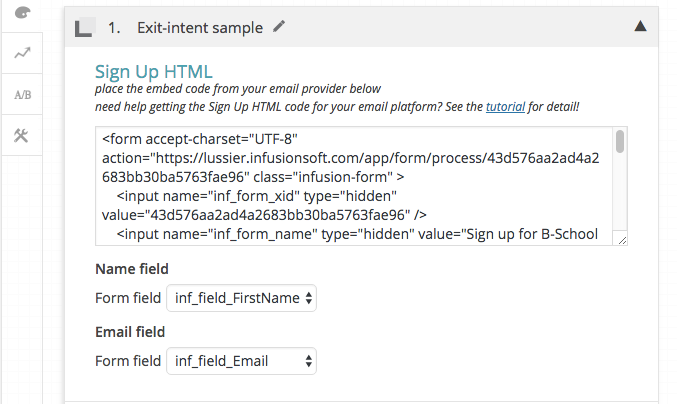 1. Exit-intent sample
Sign Up HTML
place the embed code from your email provider below
need help getting the Sign Up HTML code for your email platform? See the tutorial for detail!
A/B
<form accept-charset="UTF-8"
action="https://lussier.infusionsoft.com/app/form/process/43d576aa2ad4a2
683bb30ba5763fae96" class="infusion-form" >
<input name="inf_form_xid" type="hidden"
value="43d576aa2ad4a2683bb30ba5763fae96" />
<input name="inf_form_name" type="hidden" value="Sign up for B-School
Name field
Form field inf_field_FirstName
Email field
Form field inf_field_Email